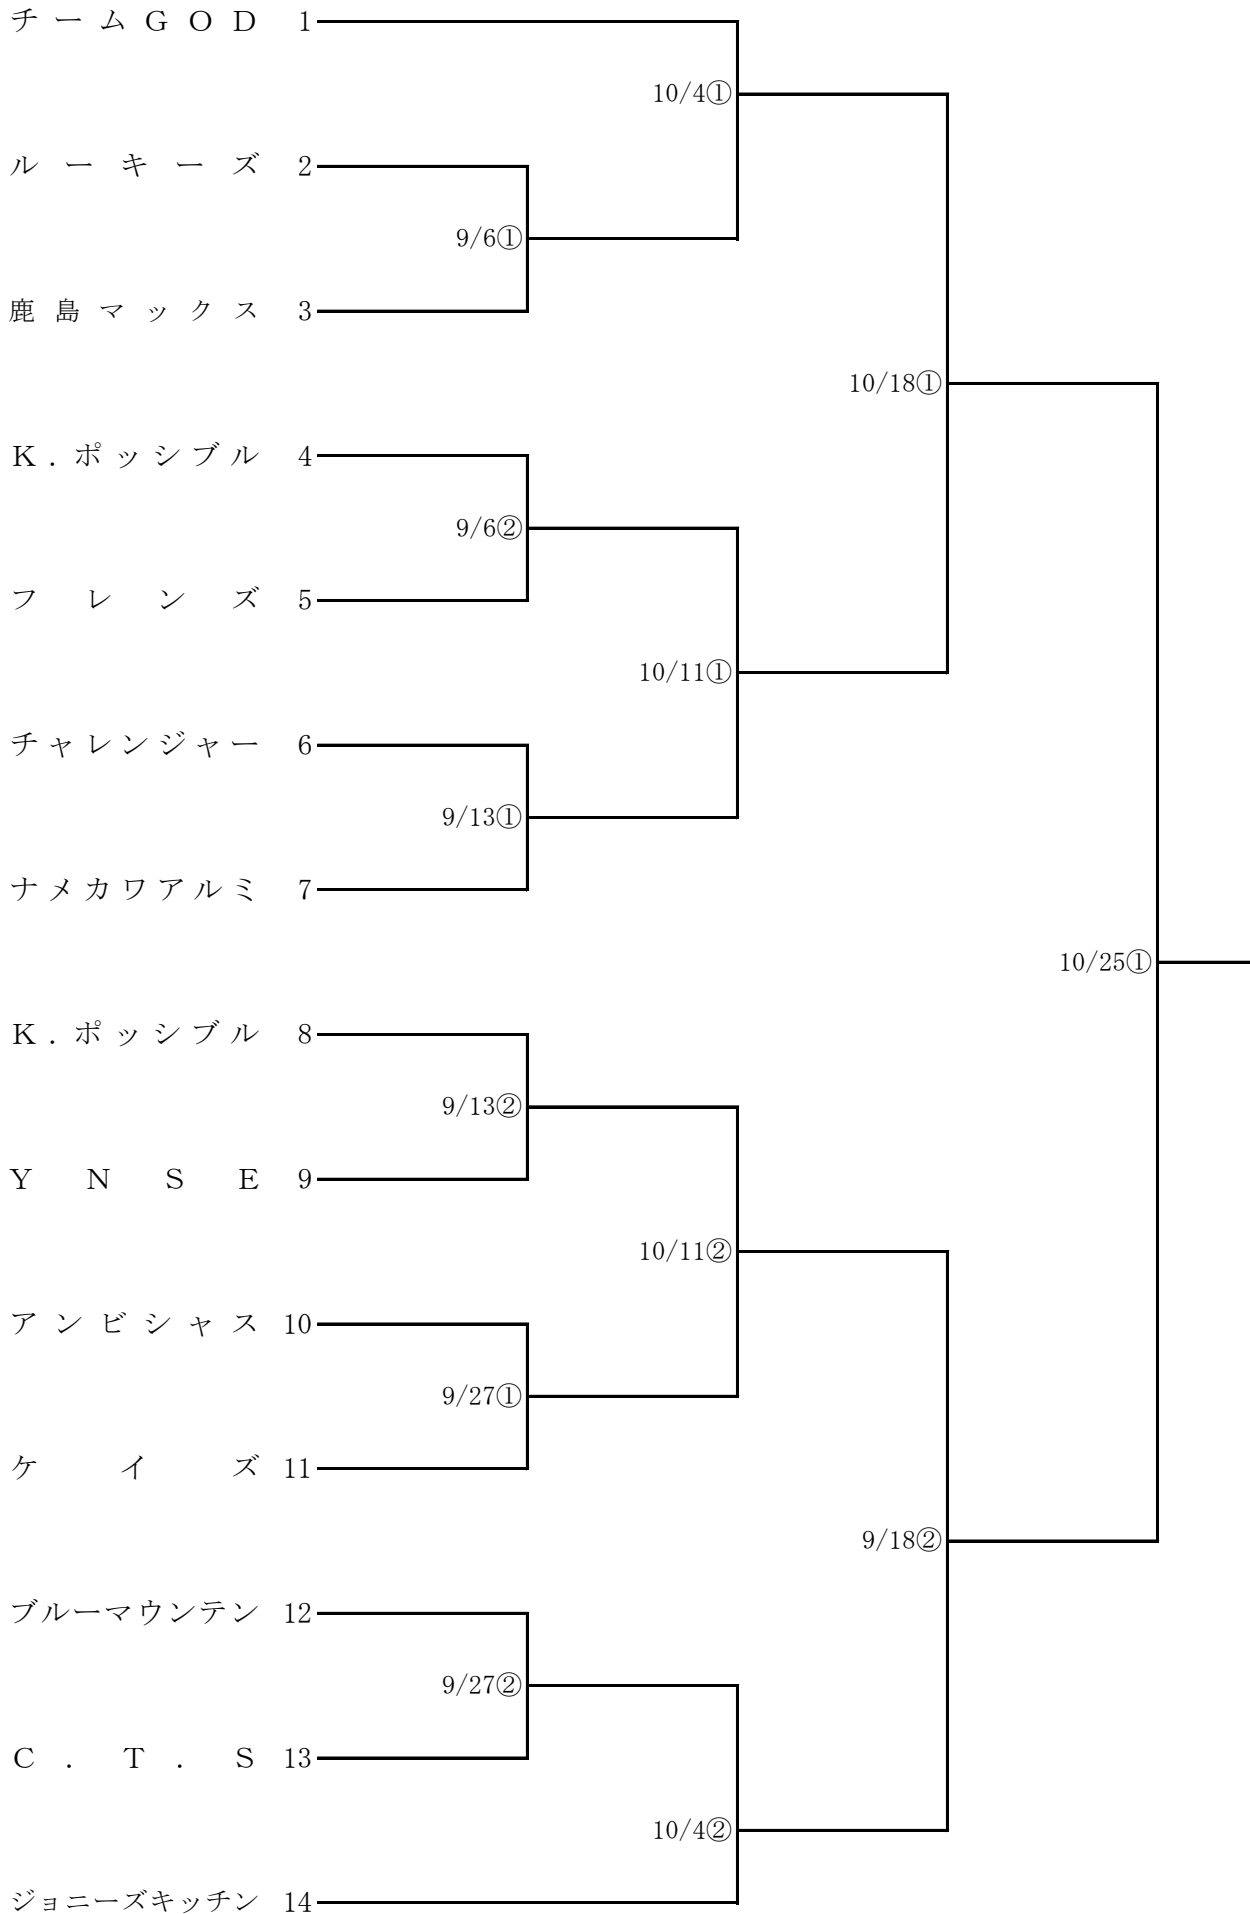 チームＧＯＤ 1
10/4①
ルーキーズ 2
9/6①
鹿島マックス 3
10/18①
Ｋ．ポッシブル 4
9/6②
フレンズ 5
10/11①
チャレンジャー 6
9/13①
ナメカワアルミ 7
10/25①
Ｋ．ポッシブル 8
9/13②
ＹＮＳＥ 9
10/11②
アンビシャス 10
9/27①
ケイズ 11
9/18②
ブルーマウンテン 12
9/27②
Ｃ．Ｔ．Ｓ 13
10/4②
ジョニーズキッチン 14